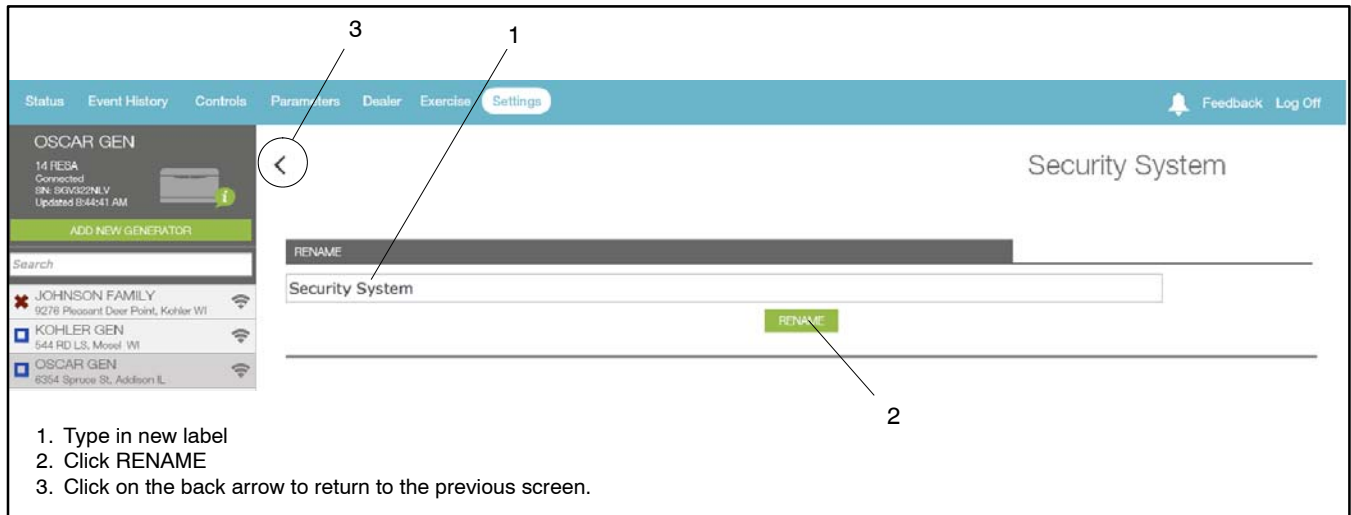 3
1
Status Event History Controls Parameters Dealer Exercise Settings Feedback Log Off
OSCAR GEN
14 RESA
Connected
SN: SGV322NLV
Updated 8:44:41 AM
i
ADD NEW GENERATOR
Search
JOHNSON FAMILY
9276 Pleasant Deer Point, Kohler WI
KOHLER GEN
544 RD LS, Mosel WI
OSCAR GEN
6354 Spruce St, Addison IL
Security System
RENAME
Security System
RENAME
2
1. Type in new label
2. Click RENAME
3. Click on the back arrow to return to the previous screen.